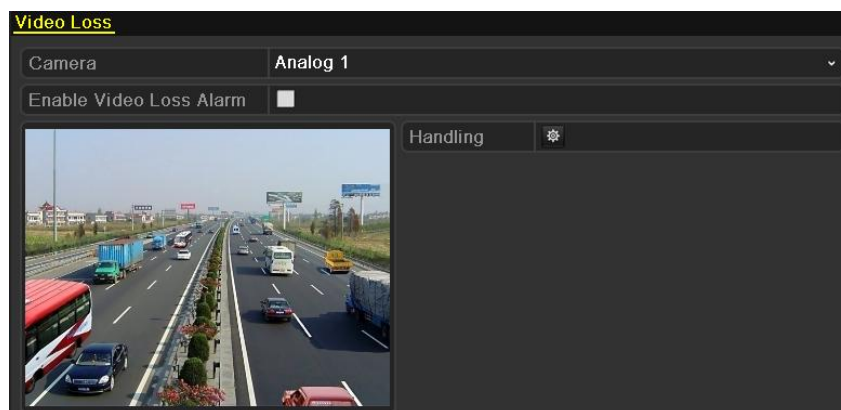 Video Loss
Camera Analog 1
Enable Video Loss Alarm
Handling